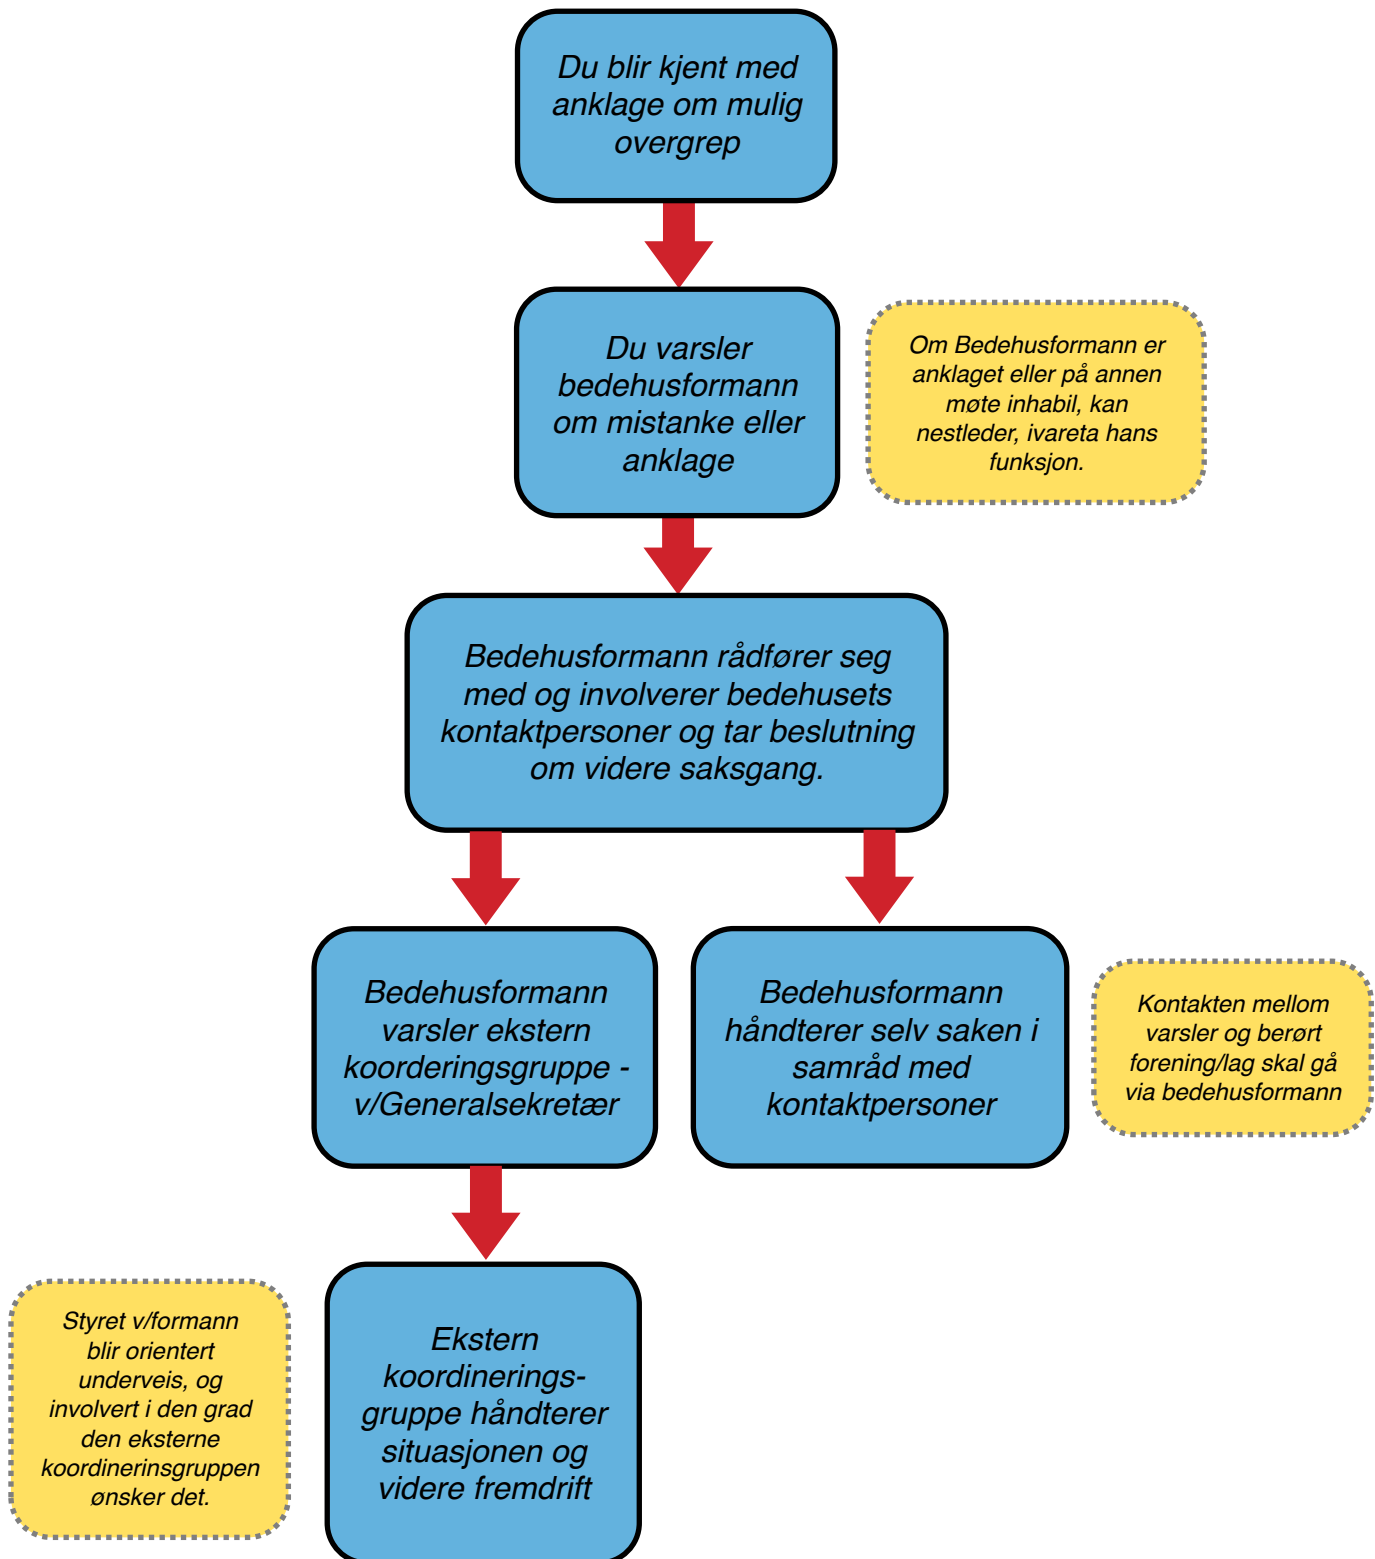 Du blir kjent med
anklage om mulig
overgrep
Du varsler
bedehusformann
om mistanke eller
anklage
Om Bedehusformann er
anklaget eller på annen
møte inhabil, kan
nestleder, ivareta hans
funksjon.
Bedehusformann rådfører seg
med og involverer bedehusets
kontaktpersoner og tar beslutning
om videre saksgang.
Bedehusformann
varsler ekstern
koorderingsgruppe -
v/Generalsekretær
Bedehusformann
håndterer selv saken i
samråd med
kontaktpersoner
Kontakten mellom
varsler og berørt
forening/lag skal gå
via bedehusformann
Styret v/formann
blir orientert
underveis, og
involvert i den grad
den eksterne
koordinerinsgruppen
ønsker det.
Ekstern
koordinerings-
gruppe håndterer
situasjonen og
videre fremdrift